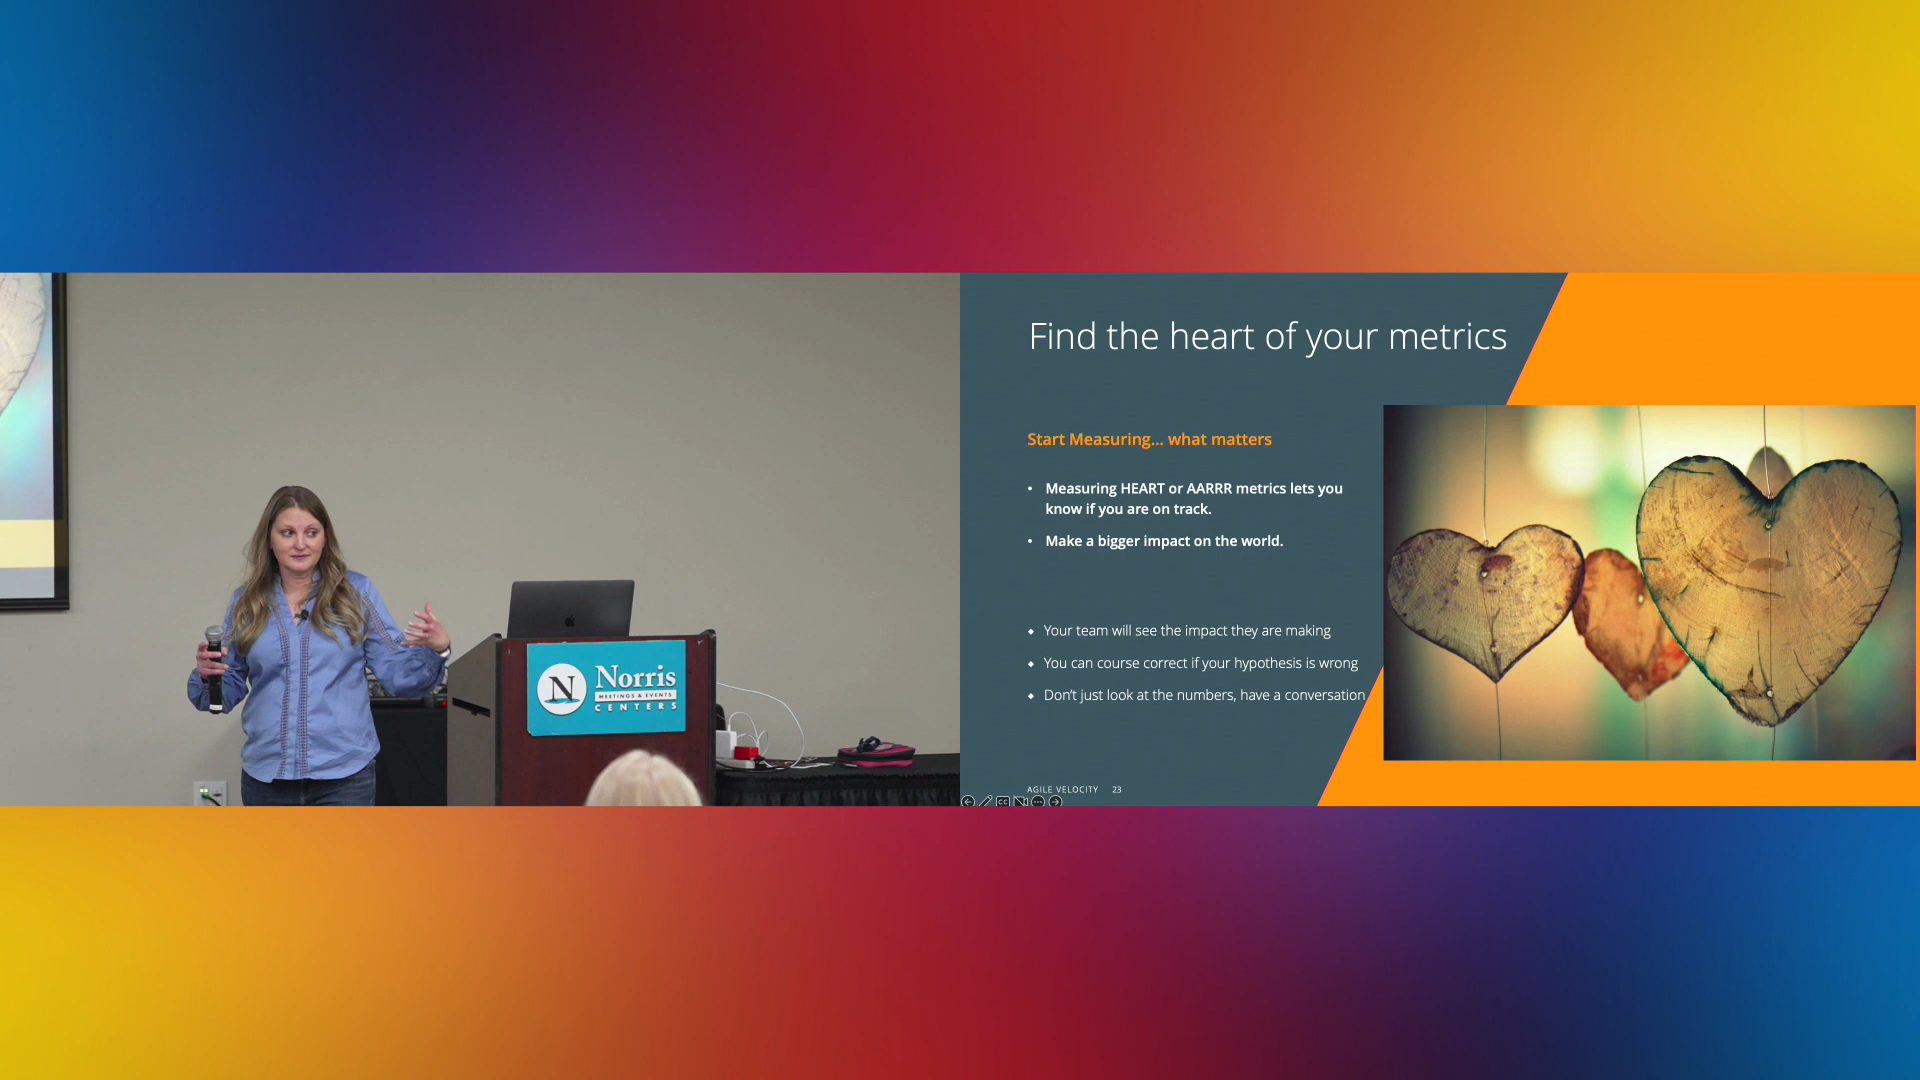 N
Norris
MEETINGS & EVENTS
CENTERS
Find the heart of your metrics
Start Measuring... what matters
• Measuring HEART or AARRR metrics lets you
know if you are on track.
• Make a bigger impact on the world.
Your team will see the impact they are making
You can course correct if your hypothesis is wrong
Don't just look at the numbers, have a conversation
AGILE VELOCITY 23
CC